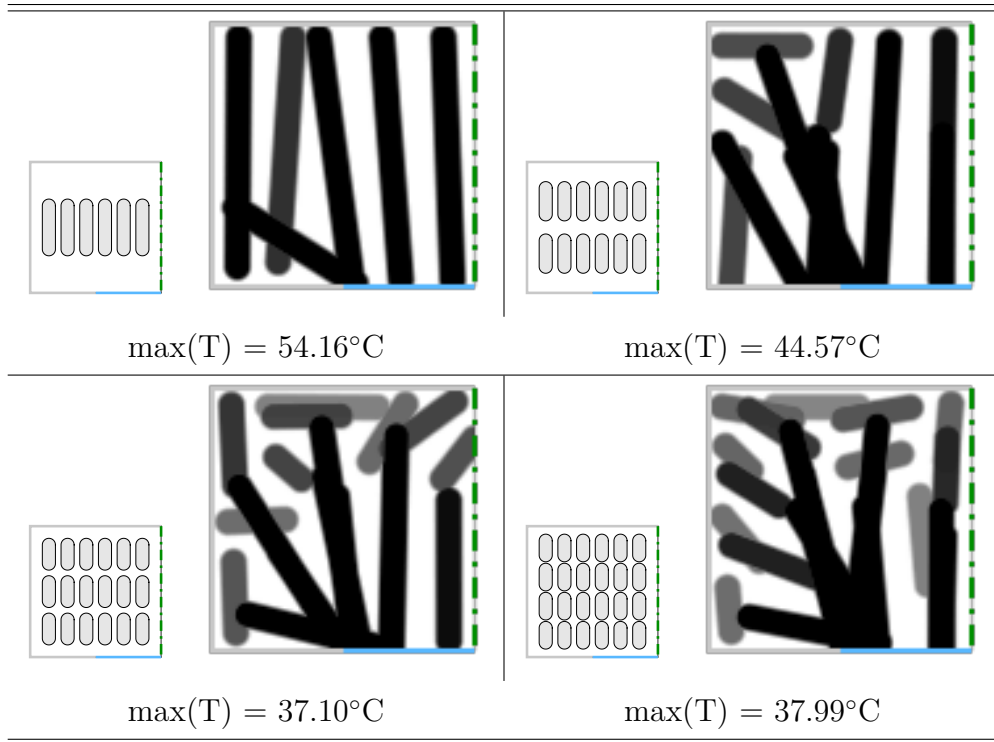 max(T) = 54.16°C
max(T) = 44.57°C
max(T) = 37.10°C
max(T) = 37.99°C